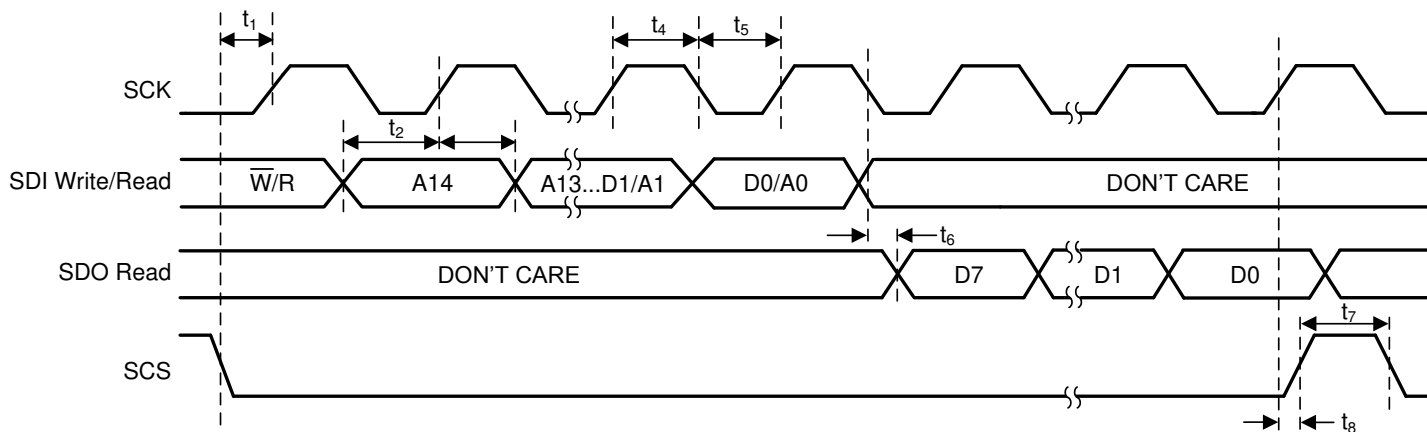 t1 t4 t5
SCK
t2
SDI Write/Read W/R A14 A13...D1/A1 D0/A0 DON'T CARE
t6
SDO Read DON'T CARE D7 D1 D0
t7
SCS
t8